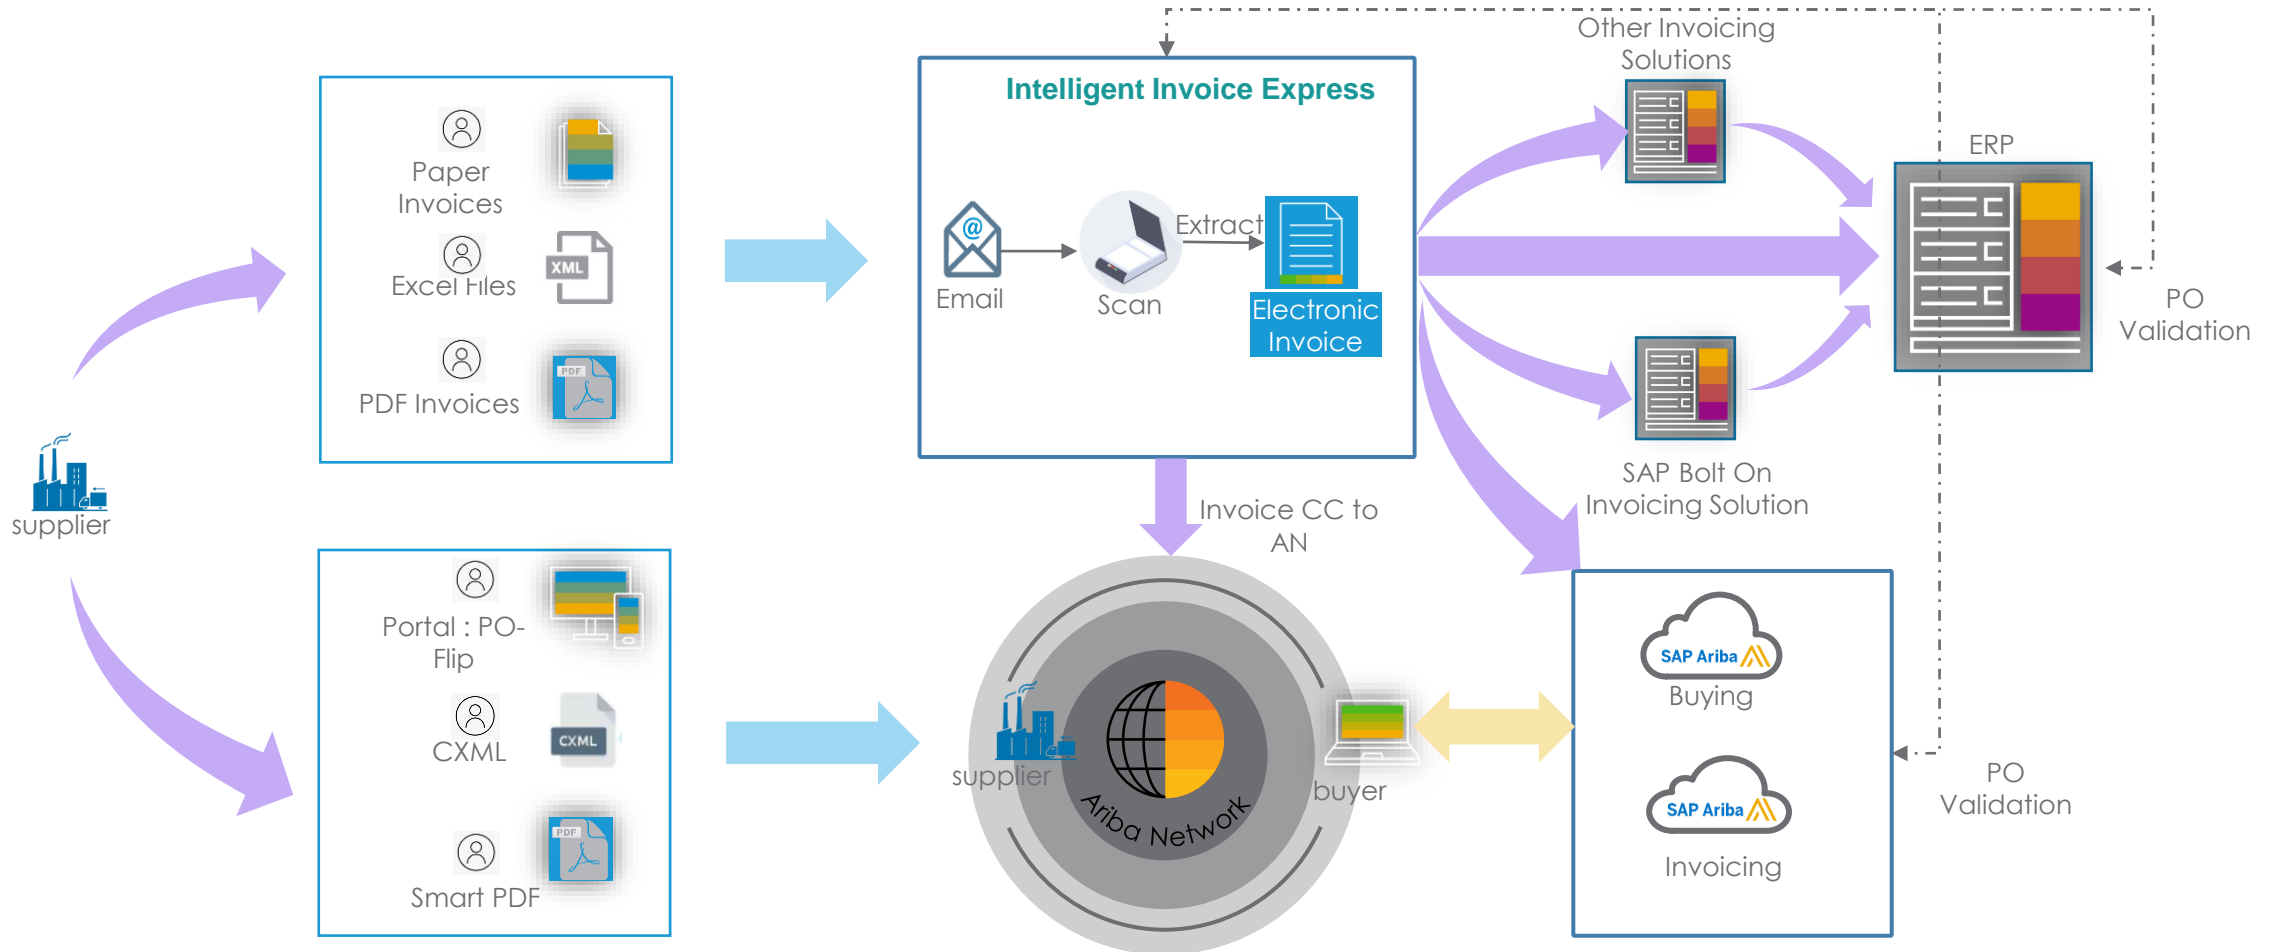 Other Invoicing
Solutions
Intelligent Invoice Express
ERP
Paper
Invoices
XML
Excel Files
PDF
PDF Invoices
@
Email
Scan
Extract
Electronic
Invoice
PO
Validation
SAP Bolt On
Invoicing Solution
supplier
Invoice CC to
AN
Portal : PO-
Flip
CXML
CXML
PDF
Smart PDF
supplier
Ariba Network
buyer
SAP Ariba
Buying
SAP Ariba
Invoicing
PO
Validation